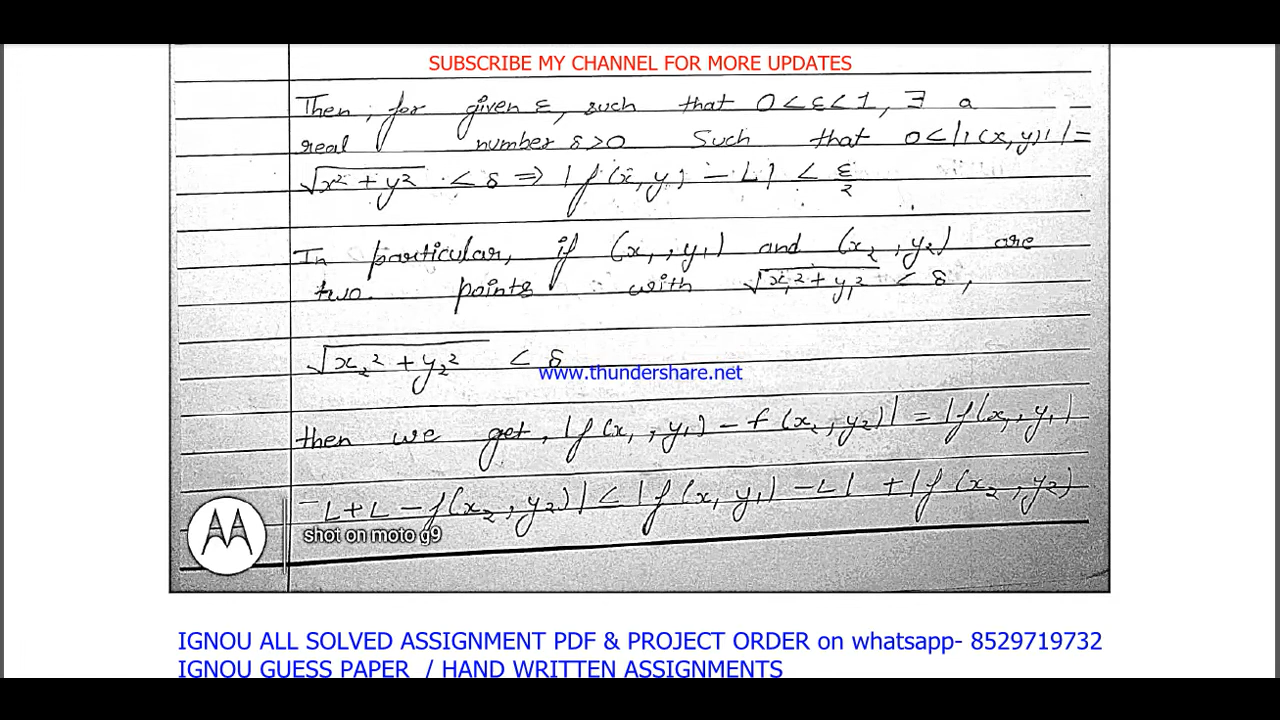 SUBSCRIBE MY CHANNEL FOR MORE UPDATES
Then, for given ε, such that 0 < ε < 1, ∃ a
real number δ > 0 Such that 0 < |(x, y)| =
√x² + y² < δ ⇒ |f(x, y) - L| < ε/2
In particular, if (x₁, y₁) and (x₂, y₂) are
two points with √x₁² + y₁² < δ,
√x₂² + y₂² < δ
www.thundershare.net
then we get, |f(x₁, y₁) - f(x₂, y₂)| = |f(x₁, y₁)
- L + L - f(x₂, y₂)| < |f(x₁, y₁) - L| + |f(x₂, y₂)
shot on moto g9
IGNOU ALL SOLVED ASSIGNMENT PDF & PROJECT ORDER on whatsapp- 8529719732
IGNOU GUESS PAPER / HAND WRITTEN ASSIGNMENTS